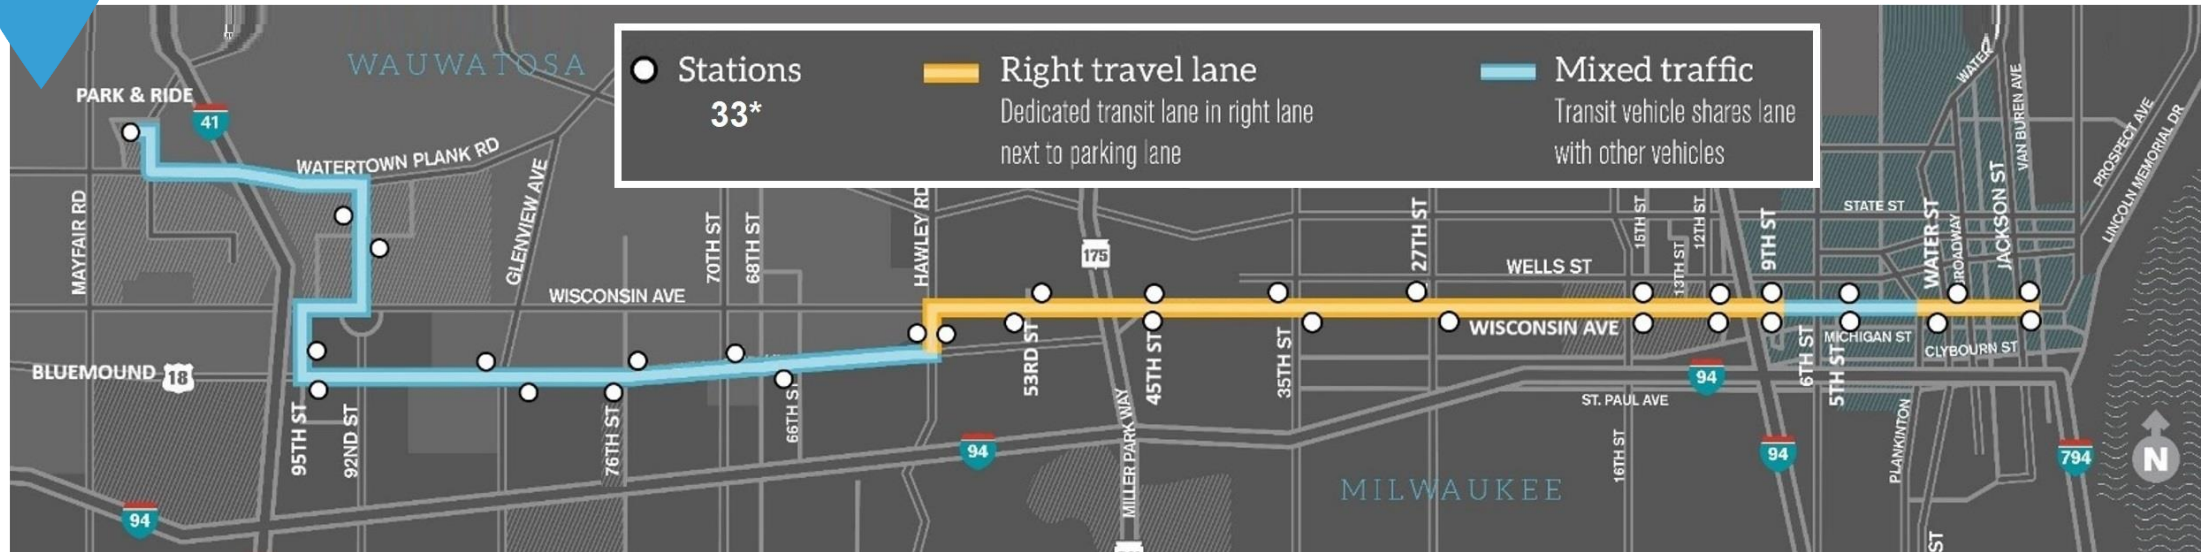 WAUWATOSA
PARK & RIDE
41
Stations
33*
Right travel lane
Dedicated transit lane in right lane
next to parking lane
Mixed traffic
Transit vehicle shares lane
with other vehicles
WATER
VAN BUREN AVE
PROSPECT AVE
LINCOLN MEMORIAL DR
WATERTOWN PLANK RD
MAYFAIR RD
GLENVIEW AVE
70TH ST
68TH ST
HAWLEY RD
175
27TH ST
15TH ST
12TH ST
13TH ST
9TH ST
STATE ST
WATER ST
BROADWAY
JACKSON ST
WELLS ST
WISCONSIN AVE
WISCONSIN AVE
MICHIGAN ST
CLYBOURN ST
BLUEMOUND
18
53RD ST
45TH ST
35TH ST
6TH ST
5TH ST
94
ST. PAUL AVE
95TH ST
92ND ST
76TH ST
66TH ST
MILLER PARK WAY
16TH ST
PLANKINTON
94
94
794
N
MILWAUKEE
94
ST